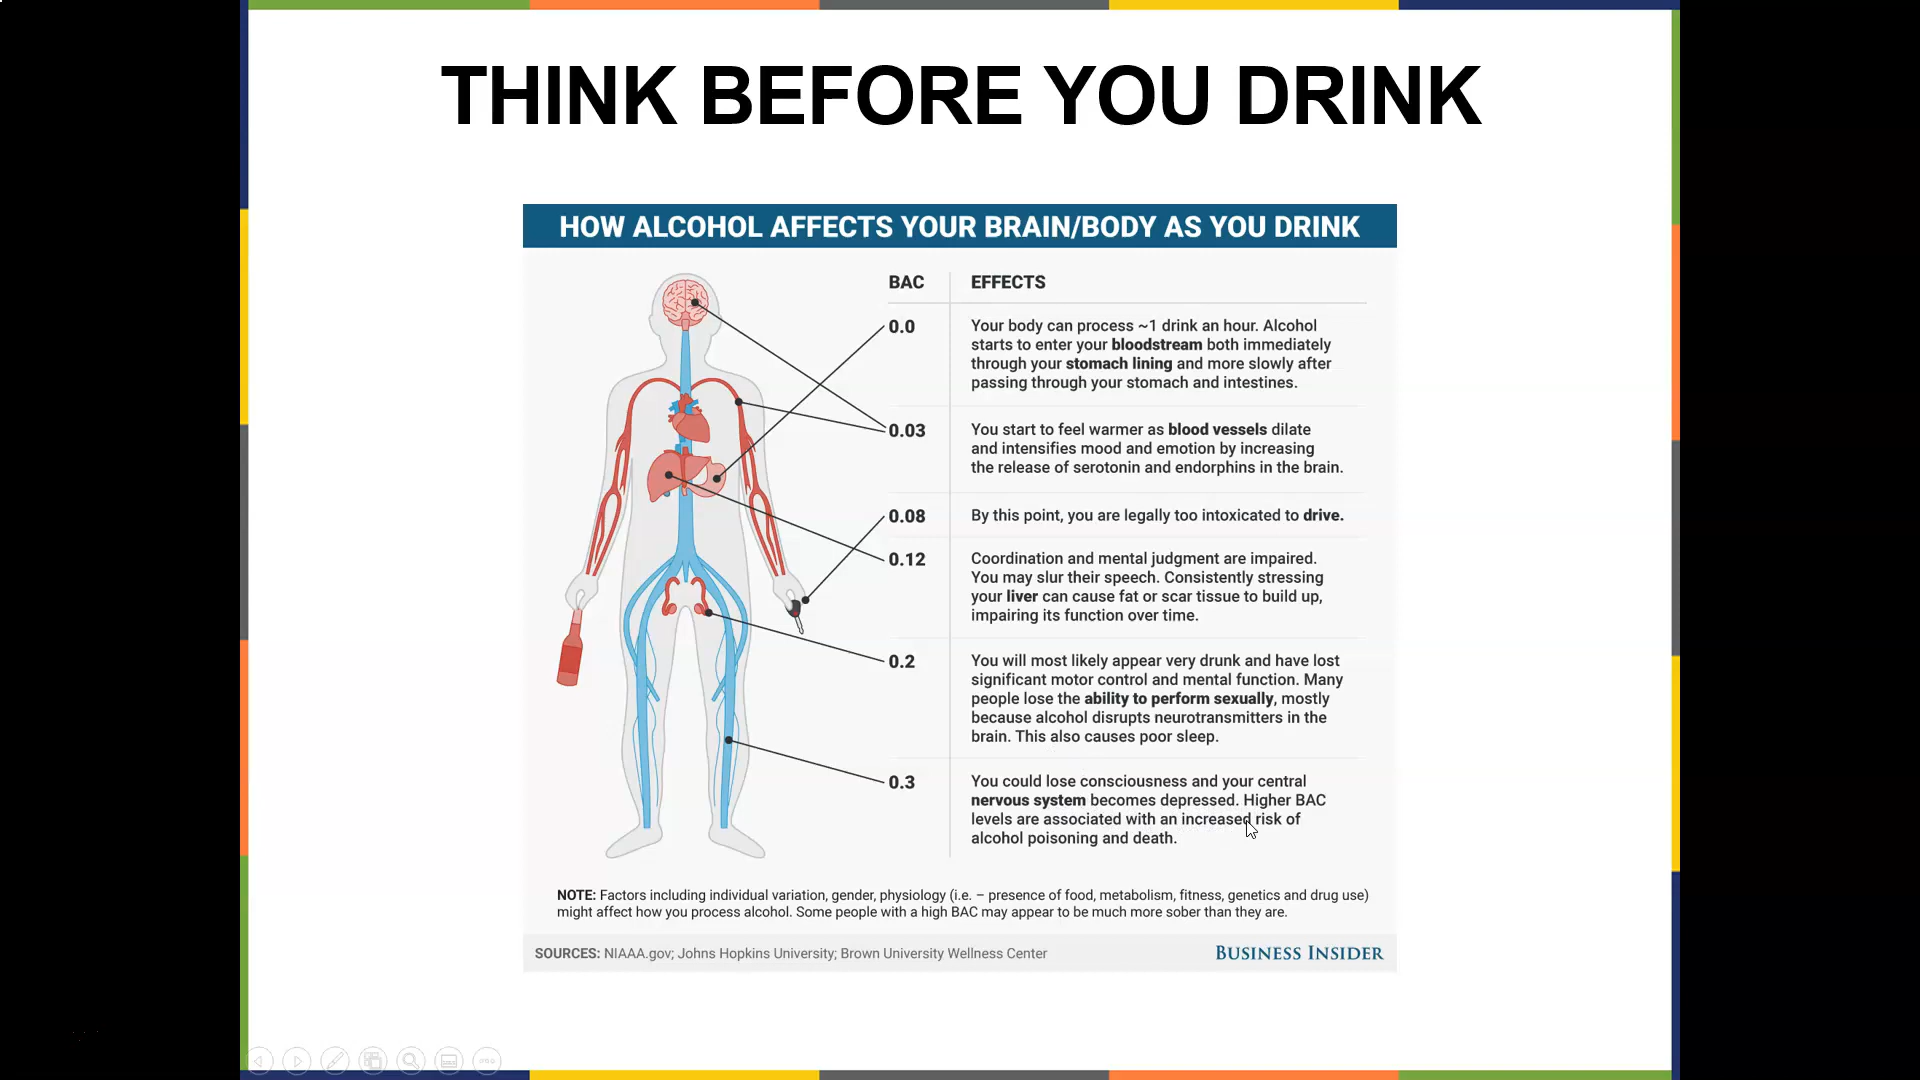 THINK BEFORE YOU DRINK
HOW ALCOHOL AFFECTS YOUR BRAIN/BODY AS YOU DRINK
BAC EFFECTS
0.0 Your body can process ~1 drink an hour. Alcohol
starts to enter your bloodstream both immediately
through your stomach lining and more slowly after
passing through your stomach and intestines.
0.03 You start to feel warmer as blood vessels dilate
and intensifies mood and emotion by increasing
the release of serotonin and endorphins in the brain.
0.08 By this point, you are legally too intoxicated to drive.
0.12 Coordination and mental judgment are impaired.
You may slur their speech. Consistently stressing
your liver can cause fat or scar tissue to build up,
impairing its function over time.
0.2 You will most likely appear very drunk and have lost
significant motor control and mental function. Many
people lose the ability to perform sexually, mostly
because alcohol disrupts neurotransmitters in the
brain. This also causes poor sleep.
0.3 You could lose consciousness and your central
nervous system becomes depressed. Higher BAC
levels are associated with an increased risk of
alcohol poisoning and death.
NOTE: Factors including individual variation, gender, physiology (i.e. – presence of food, metabolism, fitness, genetics and drug use)
might affect how you process alcohol. Some people with a high BAC may appear to be much more sober than they are.
SOURCES: NIAAA.gov; Johns Hopkins University; Brown University Wellness Center
BUSINESS INSIDER